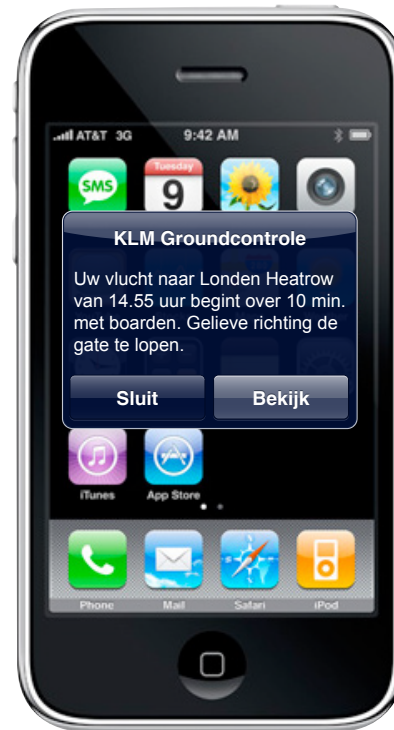 AT&T 3G 9:42 AM
SMS
Tuesday
9
KLM Groundcontrole
Uw vlucht naar Londen Heatrow
van 14.55 uur begint over 10 min.
met boarden. Gelieve richting de
gate te lopen.
Sluit Bekijk
iTunes App Store
Phone Mail Safari iPod